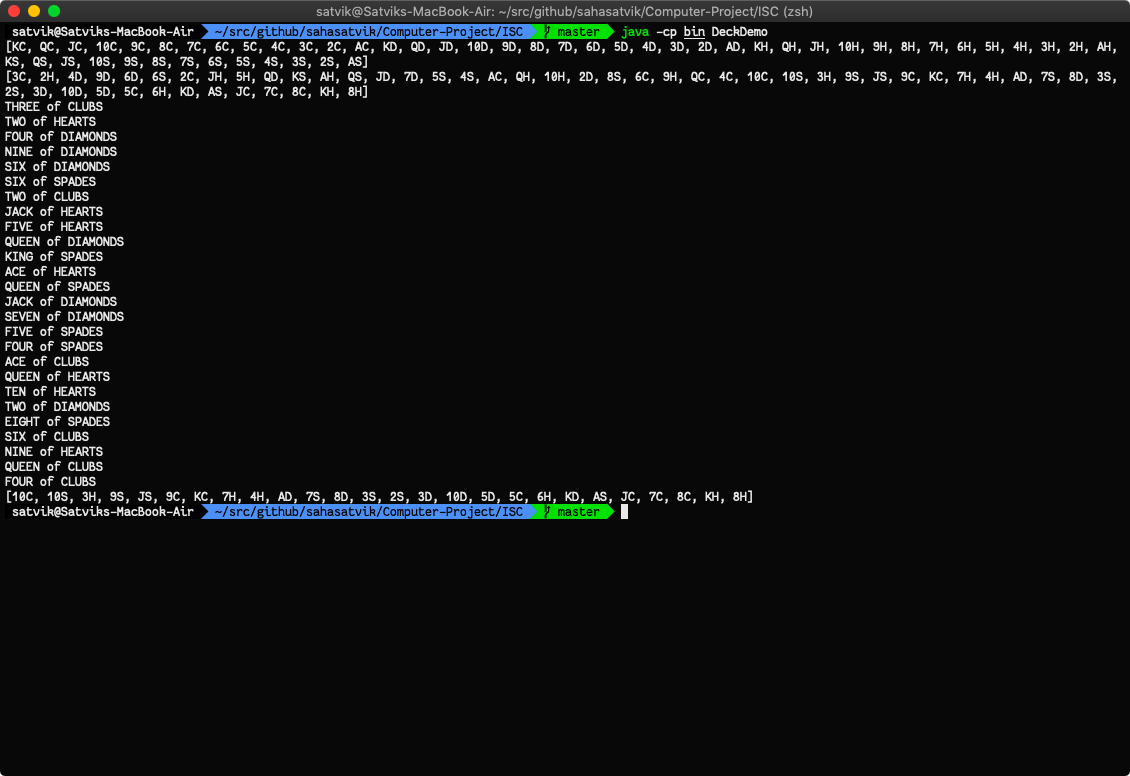 satvik@Satviks-MacBook-Air: ~/src/github/sahasatvik/Computer-Project/ISC (zsh)
satvik@Satviks-MacBook-Air ~/src/github/sahasatvik/Computer-Project/ISC master java -cp bin DeckDemo
[KC, QC, JC, 10C, 9C, 8C, 7C, 6C, 5C, 4C, 3C, 2C, AC, KD, QD, JD, 10D, 9D, 8D, 7D, 6D, 5D, 4D, 3D, 2D, AD, KH, QH, JH, 10H, 9H, 8H, 7H, 6H, 5H, 4H, 3H, 2H, AH,
KS, QS, JS, 10S, 9S, 8S, 7S, 6S, 5S, 4S, 3S, 2S, AS]
[3C, 2H, 4D, 9D, 6D, 6S, 2C, JH, 5H, QD, KS, AH, QS, JD, 7D, 5S, 4S, AC, QH, 10H, 2D, 8S, 6C, 9H, QC, 4C, 10C, 10S, 3H, 9S, JS, 9C, KC, 7H, 4H, AD, 7S, 8D, 3S,
2S, 3D, 10D, 5D, 5C, 6H, KD, AS, JC, 7C, 8C, KH, 8H]
THREE of CLUBS
TWO of HEARTS
FOUR of DIAMONDS
NINE of DIAMONDS
SIX of DIAMONDS
SIX of SPADES
TWO of CLUBS
JACK of HEARTS
FIVE of HEARTS
QUEEN of DIAMONDS
KING of SPADES
ACE of HEARTS
QUEEN of SPADES
JACK of DIAMONDS
SEVEN of DIAMONDS
FIVE of SPADES
FOUR of SPADES
ACE of CLUBS
QUEEN of HEARTS
TEN of HEARTS
TWO of DIAMONDS
EIGHT of SPADES
SIX of CLUBS
NINE of HEARTS
QUEEN of CLUBS
FOUR of CLUBS
[10C, 10S, 3H, 9S, JS, 9C, KC, 7H, 4H, AD, 7S, 8D, 3S, 2S, 3D, 10D, 5D, 5C, 6H, KD, AS, JC, 7C, 8C, KH, 8H]
satvik@Satviks-MacBook-Air ~/src/github/sahasatvik/Computer-Project/ISC master